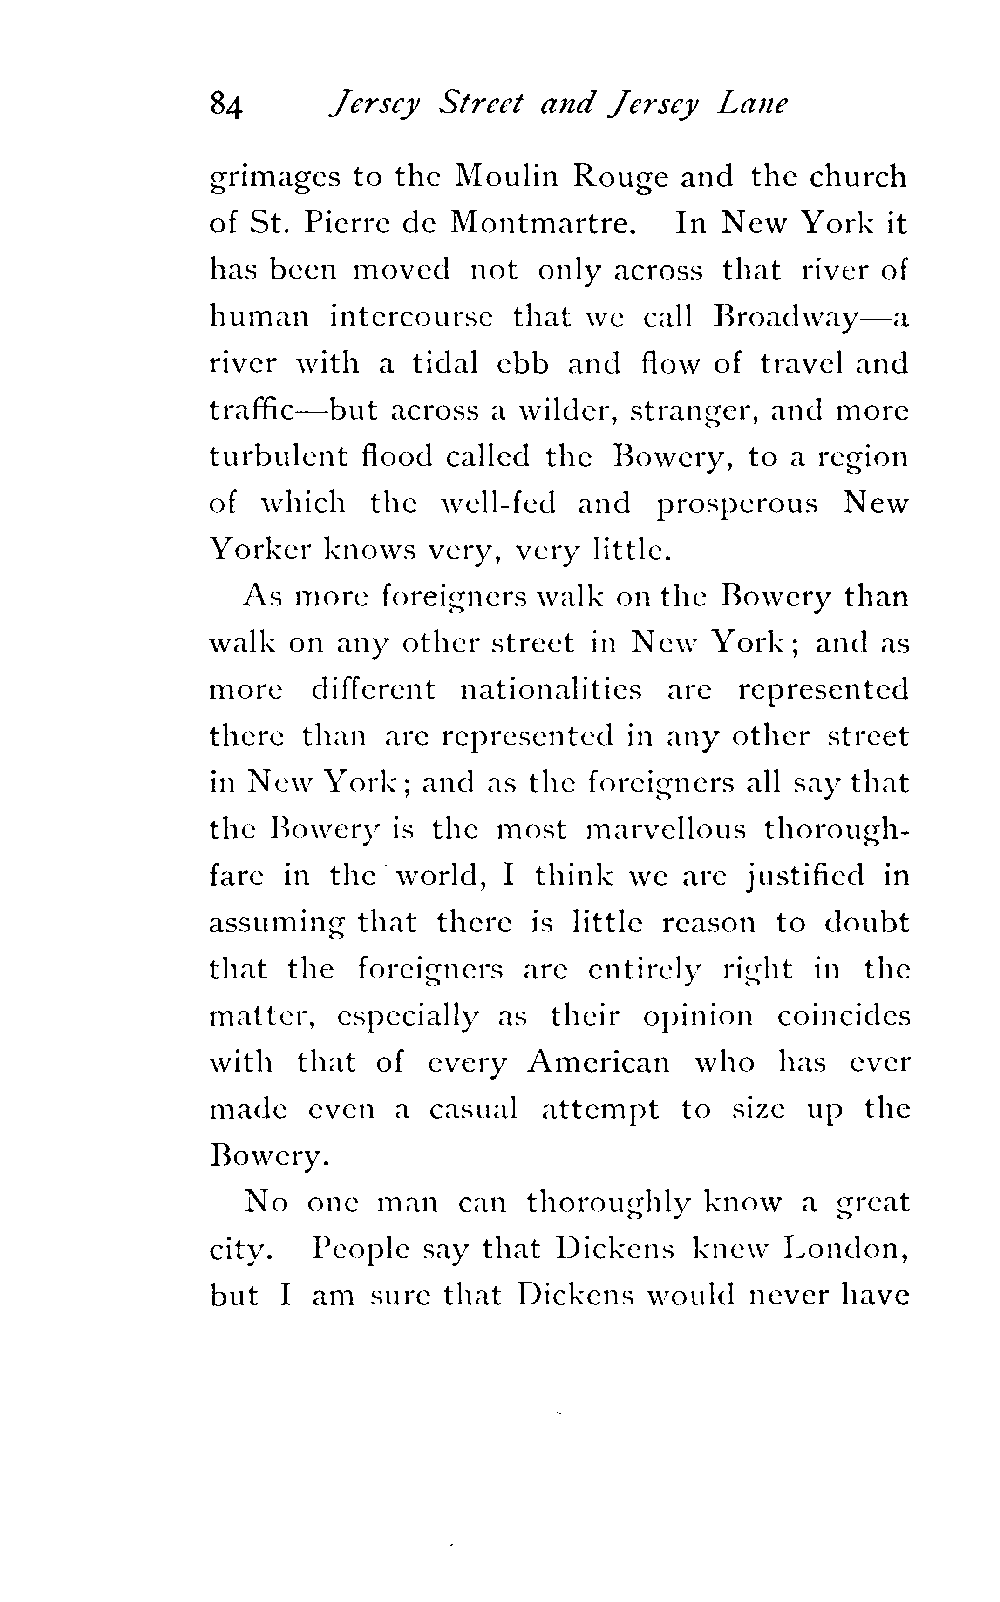 84 Jersey Street and Jersey Lane
grimages to the Moulin Rouge and the church
of St. Pierre de Montmartre. In New York it
has been moved not only across that river of
human intercourse that we call Broadway—a
river with a tidal ebb and flow of travel and
traffic—but across a wilder, stranger, and more
turbulent flood called the Bowery, to a region
of which the well-fed and prosperous New
Yorker knows very, very little.
As more foreigners walk on the Bowery than
walk on any other street in New York; and as
more different nationalities are represented
there than are represented in any other street
in New York; and as the foreigners all say that
the Bowery is the most marvellous thorough-
fare in the world, I think we are justified in
assuming that there is little reason to doubt
that the foreigners are entirely right in the
matter, especially as their opinion coincides
with that of every American who has ever
made even a casual attempt to size up the
Bowery.
No one man can thoroughly know a great
city. People say that Dickens knew London,
but I am sure that Dickens would never have